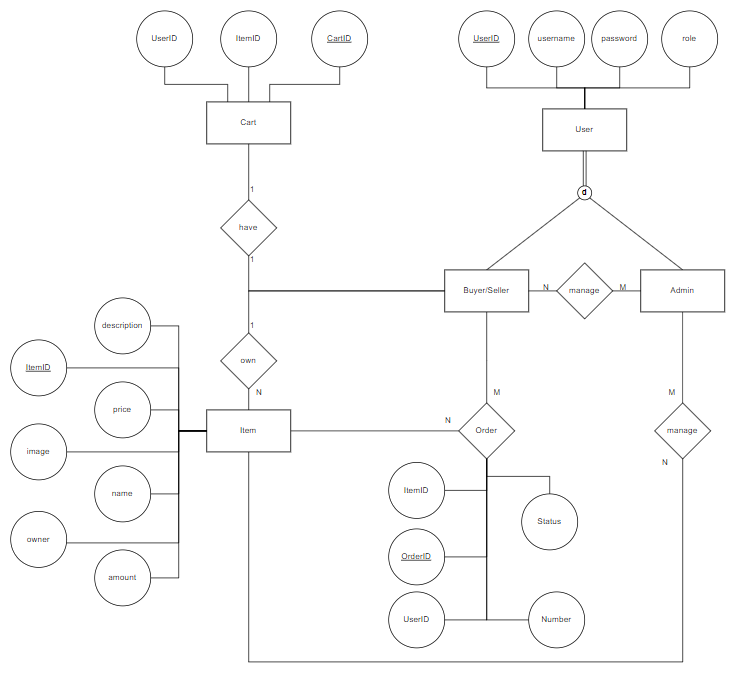 UserID
ItemID
CartID
UserID
username
password
role
Cart
User
1
d
have
1
Buyer/Seller
N
manage
M
Admin
description
1
own
ItemID
N
M
M
price
N
Item
Order
manage
image
N
name
ItemID
Status
owner
OrderID
amount
UserID
Number